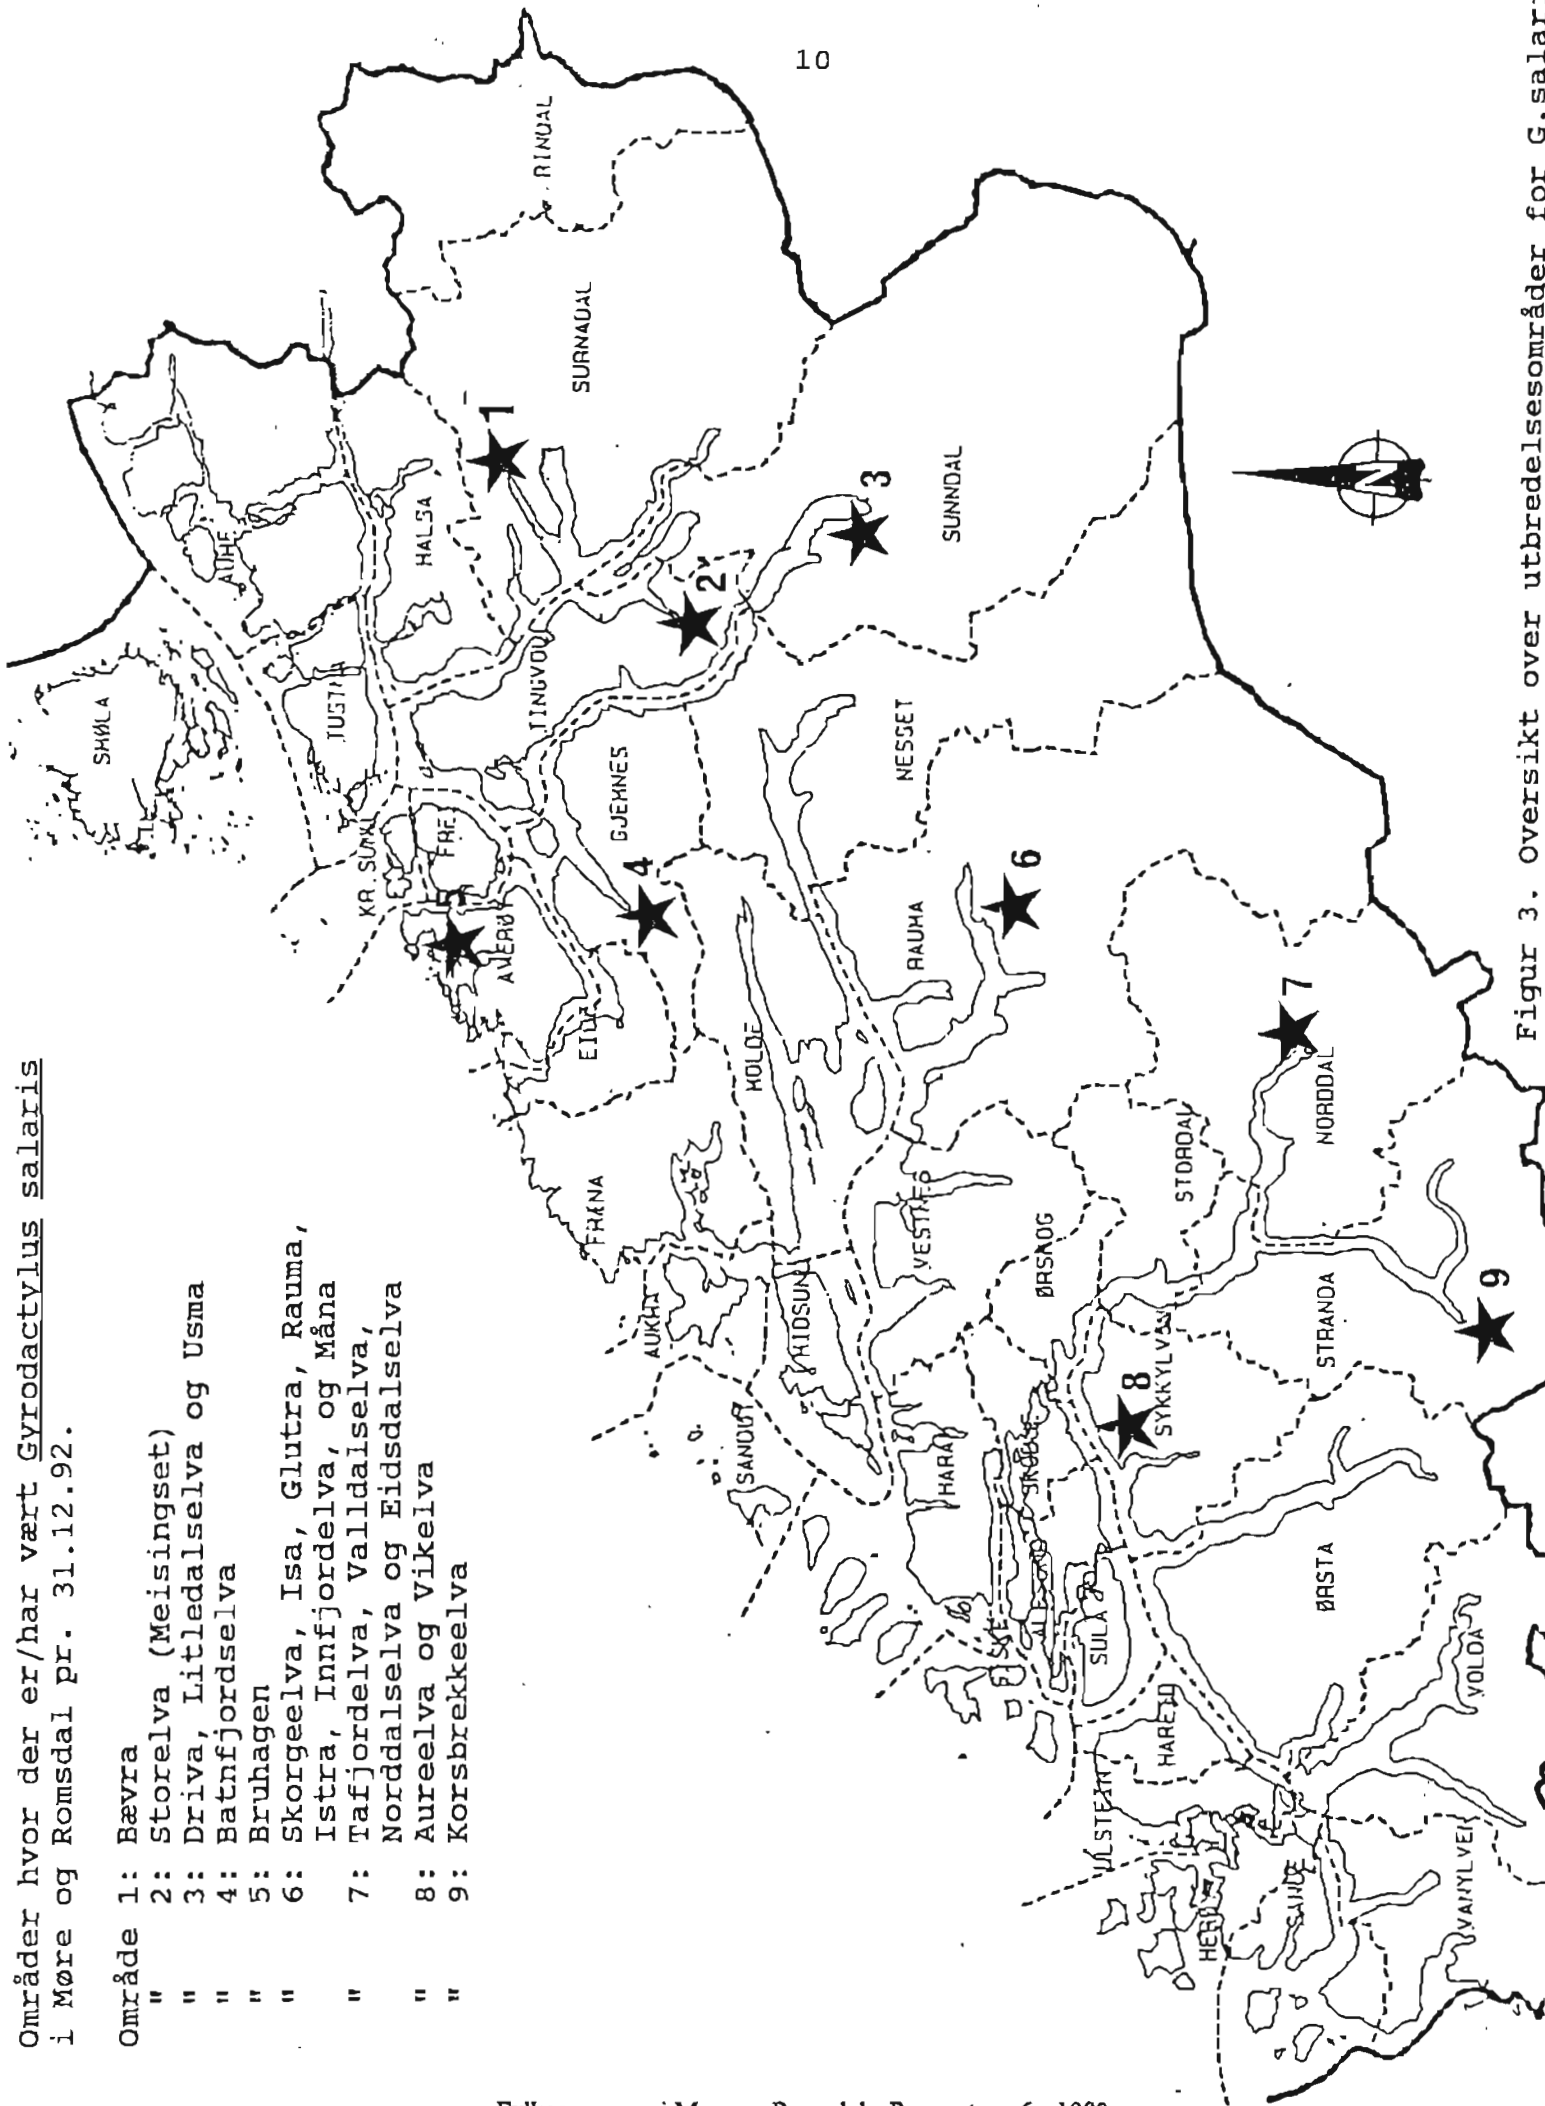 10
Områder hvor der er/har vært Gyrodactylus salaris
i Møre og Romsdal pr. 31.12.92.
Område 1: Bævra
" 2: Storelva (Meisingset)
" 3: Driva, Littledalselva og Usma
" 4: Batnfjordselva
" 5: Bruhagen
" 6: Skorgeelva, Isa, Glutra, Rauma,
Istra, Innfjordelva, og Måna
" 7: Tafjordelva, Valldalselva,
Norddalselva og Eidsdalselva
" 8: Aureelva og Vikelva
" 9: Korsbrekkeelva
SMØLA
AURE
TUSTNA
HALSA
RINDAL
SURNADAL
1
KR.SUND
FREI
5
AVERØY
TINGVOLL
2
3
SUNNDAL
GJEMNES
4
EIDE
NESSET
MOLDE
RAUMA
6
FRÆNA
AUKRA
MIDSUND
SANDØY
VESTNES
ØRSKOG
STORDAL
7
NORDDAL
HARAM
SKODJE
8
SYKKYLVEN
STRANDA
9
GISKE
ÅLESUND
SULA
ØRSTA
HAREID
ULSTEIN
VOLDA
HERØY
SANDE
VANYLVEN
N
Figur 3. Oversikt over utbredelsesområder for G.salar